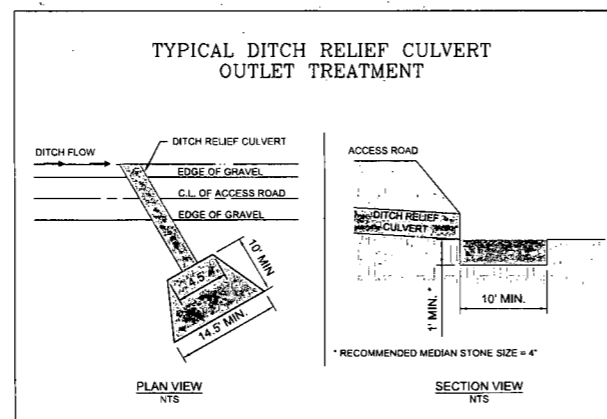 TYPICAL DITCH RELIEF CULVERT
OUTLET TREATMENT
DITCH RELIEF CULVERT
DITCH FLOW
EDGE OF GRAVEL
C.L. OF ACCESS ROAD
EDGE OF GRAVEL
4.5'
10' MIN
14.5' MIN.
PLAN VIEW
NTS
ACCESS ROAD
DITCH RELIEF
CULVERT
1' MIN. *
10' MIN.
* RECOMMENDED MEDIAN STONE SIZE = 4"
SECTION VIEW
NTS